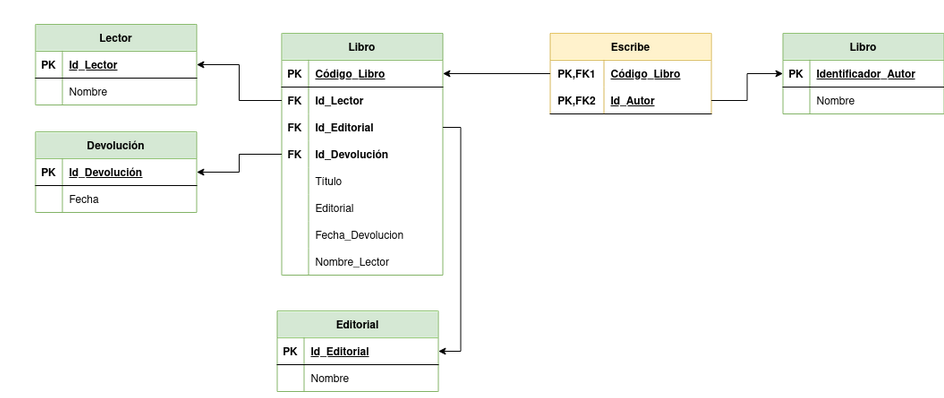 Lector
PK Id_Lector
Nombre
Devolución
PK Id_Devolución
Fecha
Libro
PK Código_Libro
FK Id_Lector
FK Id_Editorial
FK Id_Devolución
Título
Editorial
Fecha_Devolucion
Nombre_Lector
Editorial
PK Id_Editorial
Nombre
Escribe
PK,FK1 Código_Libro
PK,FK2 Id_Autor
Libro
PK Identificador_Autor
Nombre